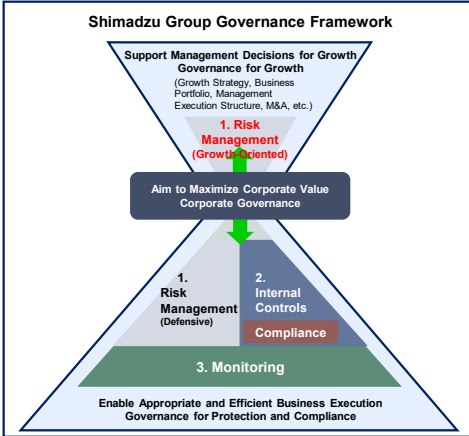 Shimadzu Group Governance Framework
Support Management Decisions for Growth
Governance for Growth
(Growth Strategy, Business
Portfolio, Management
Execution Structure, M&A, etc.)
1. Risk
Management
(Growth-Oriented)
Aim to Maximize Corporate Value
Corporate Governance
1.
Risk
Management
(Defensive)
2.
Internal
Controls
Compliance
3. Monitoring
Enable Appropriate and Efficient Business Execution
Governance for Protection and Compliance